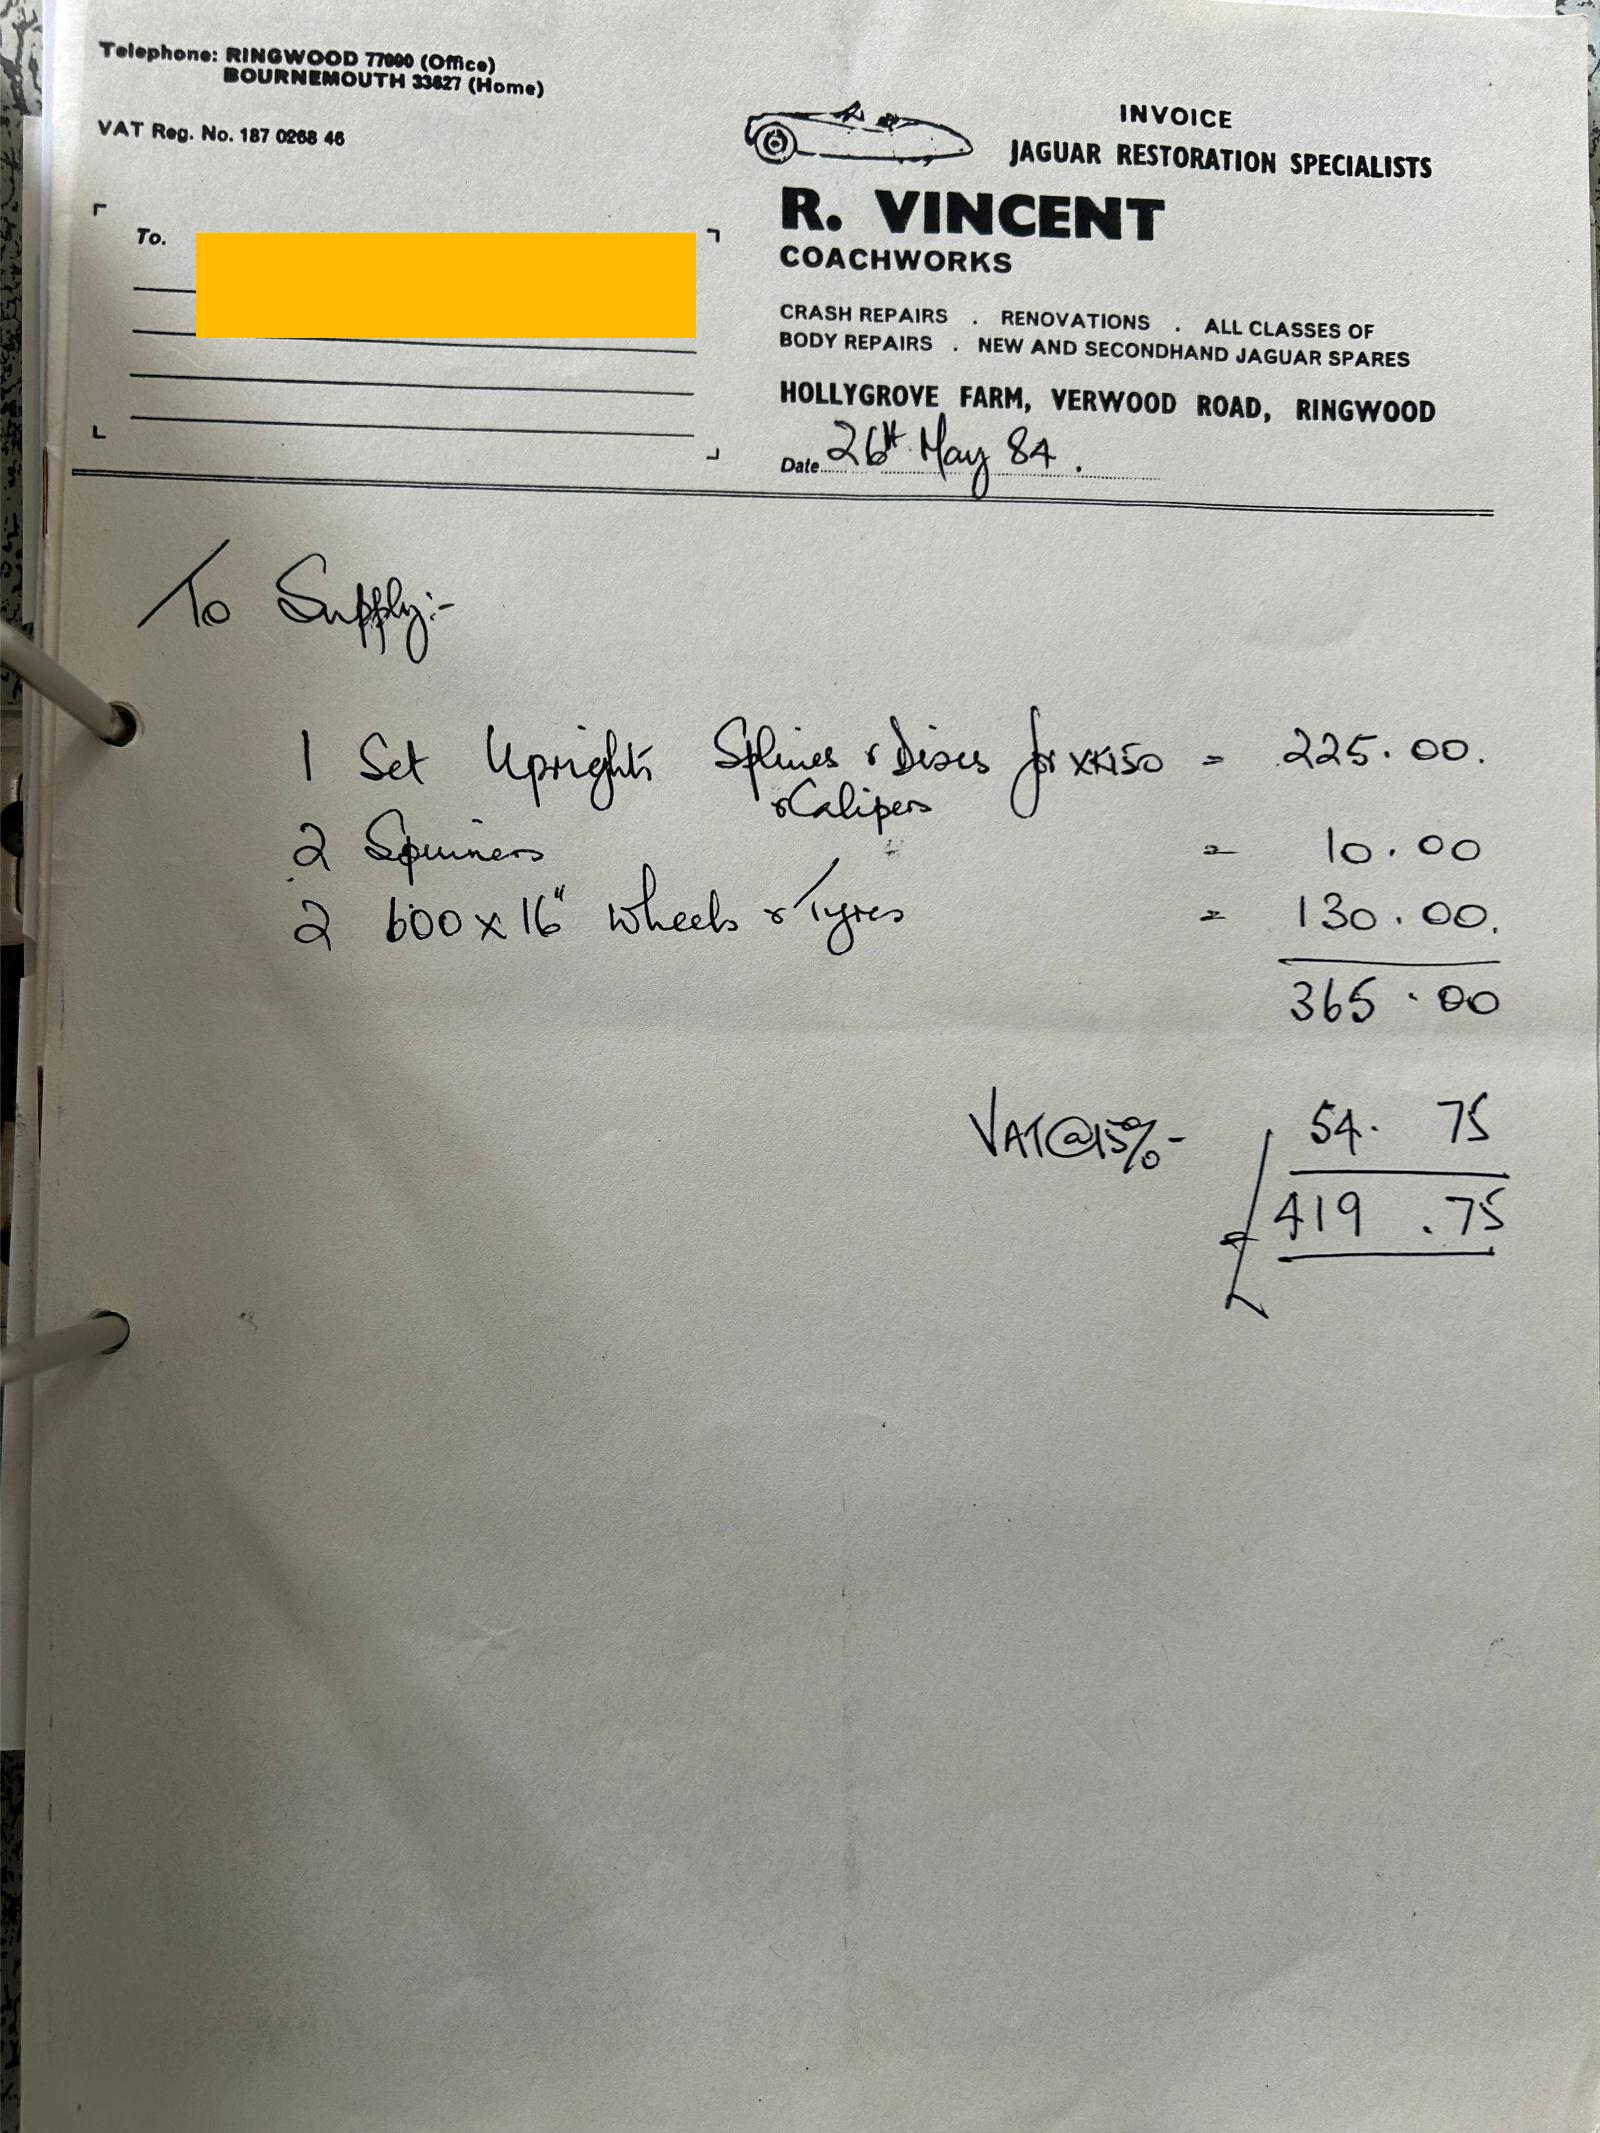 Telephone: RINGWOOD 77000 (Office)
BOURNEMOUTH 33627 (Home)
VAT Reg. No. 187 0268 46
INVOICE
JAGUAR RESTORATION SPECIALISTS
R. VINCENT
COACHWORKS
CRASH REPAIRS . RENOVATIONS . ALL CLASSES OF
BODY REPAIRS . NEW AND SECONDHAND JAGUAR SPARES
HOLLYGROVE FARM, VERWOOD ROAD, RINGWOOD
To.
Date 26th May 84.
To Supply:-
1 Set Uprights Splines & Discs for XK150 = 225.00.
& Calipers
2 Spinners = 10.00
2 600 x 16" Wheels & Tyres = 130.00.
365.00
VAT@15%- 54. 75
£ 419.75